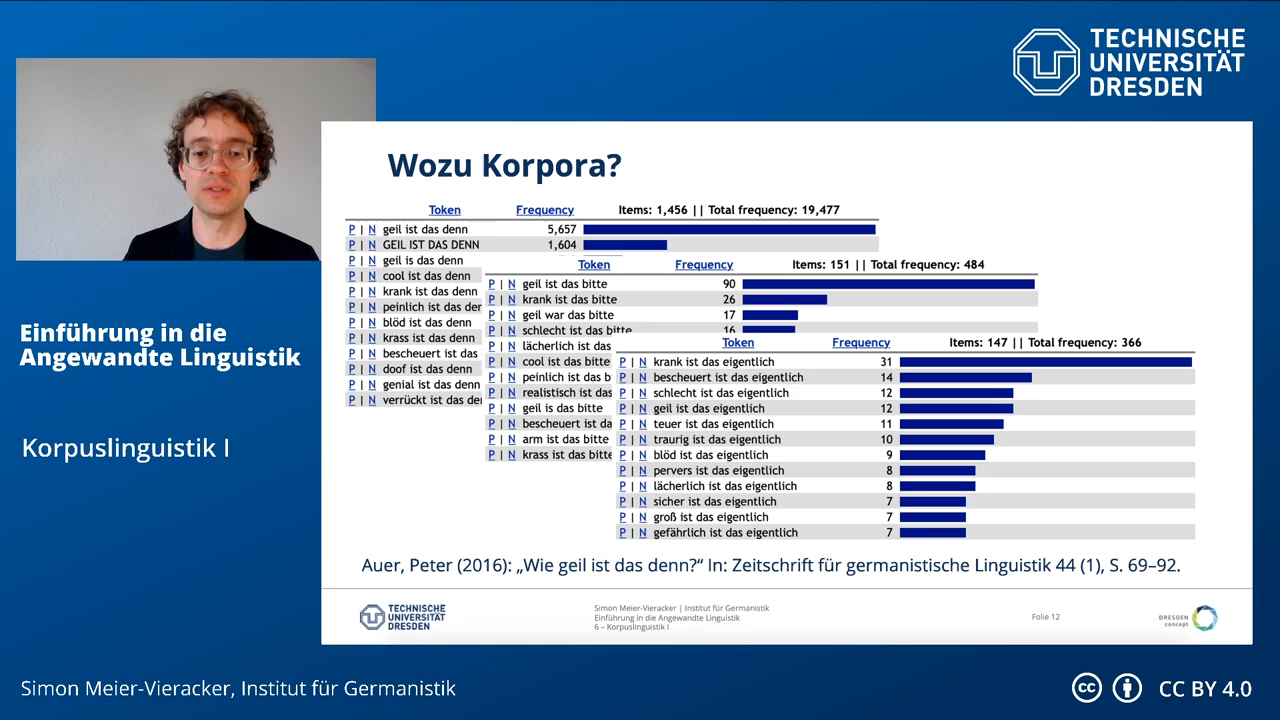 TECHNISCHE
UNIVERSITÄT
DRESDEN
Einführung in die
Angewandte Linguistik
Korpuslinguistik I
Wozu Korpora?
Token Frequency Items: 1,456 || Total frequency: 19,477
P | N geil ist das denn 5,657
P | N GEIL IST DAS DENN 1,604
P | N geil is das denn
P | N cool ist das denn
P | N krank ist das denn
P | N peinlich ist das der
P | N blöd ist das denn
P | N krass ist das denn
P | N bescheuert ist das
P | N doof ist das denn
P | N genial ist das denn
P | N verrückt ist das de
Token Frequency Items: 151 || Total frequency: 484
P | N geil ist das bitte 90
P | N krank ist das bitte 26
P | N geil war das bitte 17
P | N schlecht ist das bitte 16
P | N lächerlich ist das
P | N cool ist das bitte
P | N peinlich ist das b
P | N realistisch ist das
P | N geil is das bitte
P | N bescheuert ist da
P | N arm ist das bitte
P | N krass ist das bitte
Token Frequency Items: 147 || Total frequency: 366
P | N krank ist das eigentlich 31
P | N bescheuert ist das eigentlich 14
P | N schlecht ist das eigentlich 12
P | N geil ist das eigentlich 12
P | N teuer ist das eigentlich 11
P | N traurig ist das eigentlich 10
P | N blöd ist das eigentlich 9
P | N pervers ist das eigentlich 8
P | N lächerlich ist das eigentlich 8
P | N sicher ist das eigentlich 7
P | N groß ist das eigentlich 7
P | N gefährlich ist das eigentlich 7
Auer, Peter (2016): „Wie geil ist das denn?“ In: Zeitschrift für germanistische Linguistik 44 (1), S. 69–92.
TECHNISCHE
UNIVERSITÄT
DRESDEN
Simon Meier-Vieracker | Institut für Germanistik
Einführung in die Angewandte Linguistik
6 – Korpuslinguistik I
Folie 12
DRESDEN
concept
Simon Meier-Vieracker, Institut für Germanistik
cc CC BY 4.0